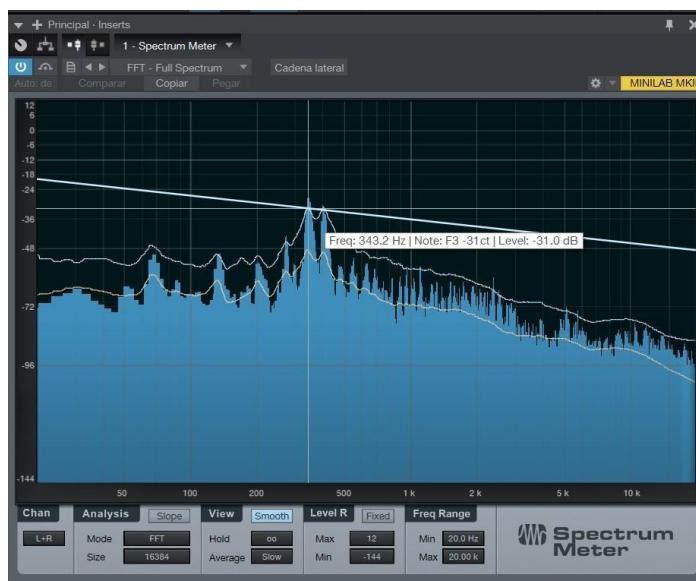 Principal - Inserts
1 - Spectrum Meter
FFT - Full Spectrum Cadena lateral
Auto: de Comparar Copiar Pegar MINILAB MKII
12
6
0
-6
-12
-18
-24
-36
Freq: 343.2 Hz | Note: F3 -31ct | Level: -31.0 dB
-48
-72
-96
-144
50 100 200 500 1 k 2 k 5 k 10 k
Chan Analysis Slope View Smooth Level R Fixed Freq Range
L+R Mode FFT Hold ∞ Max 12 Min 20.0 Hz
Size 16384 Average Slow Min -144 Max 20.00 k
Spectrum
Meter